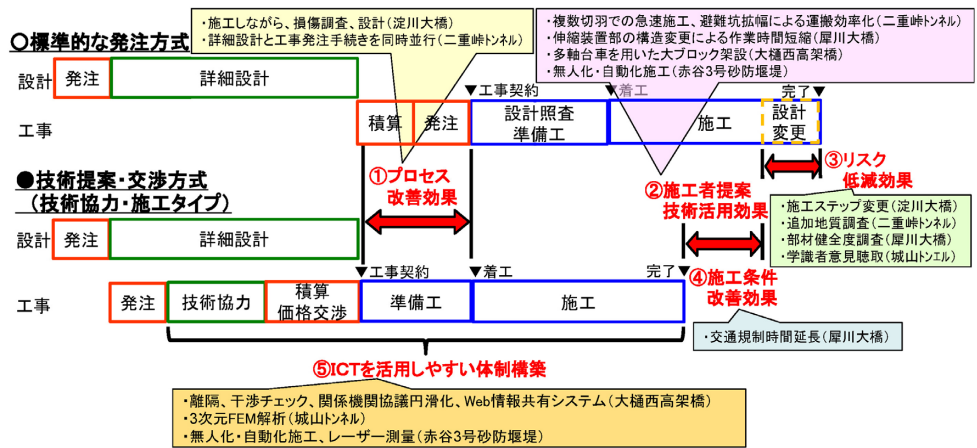 ・施工しながら、損傷調査、設計(淀川大橋)
・詳細設計と工事発注手続きを同時並行(二重峠トンネル)
・複数切羽での急速施工、避難坑拡幅による運搬効率化(二重峠トンネル)
・伸縮装置部の構造変更による作業時間短縮(犀川大橋)
・多軸台車を用いた大ブロック架設(大樋西高架橋)
・無人化・自動化施工(赤谷3号砂防堰堤)
○標準的な発注方式
設計
発注
詳細設計
▼工事契約
▼着工
完了▼
工事
積算
発注
設計照査
準備工
施工
設計
変更
①プロセス
改善効果
②施工者提案
技術活用効果
③リスク
低減効果
●技術提案・交渉方式
(技術協力・施工タイプ)
・施工ステップ変更(淀川大橋)
・追加地質調査(二重峠トンネル)
・部材健全度調査(犀川大橋)
・学識者意見聴取(城山トンエル)
設計
発注
詳細設計
▼工事契約
▼着工
完了▼
④施工条件
改善効果
工事
発注
技術協力
積算
価格交渉
準備工
施工
・交通規制時間延長(犀川大橋)
⑤ICTを活用しやすい体制構築
・離隔、干渉チェック、関係機関協議円滑化、Web情報共有システム(大樋西高架橋)
・3次元FEM解析(城山トンネル)
・無人化・自動化施工、レーザー測量(赤谷3号砂防堰堤)